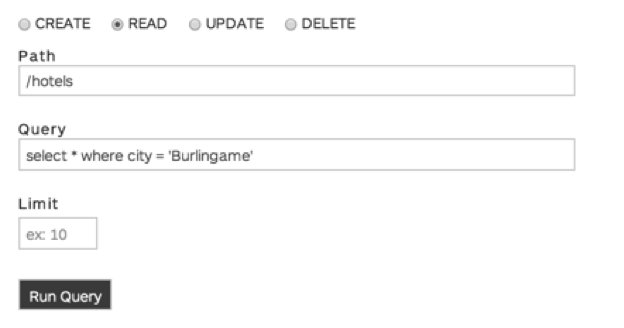 CREATE READ UPDATE DELETE
Path
/hotels
Query
select * where city = 'Burlingame'
Limit
ex: 10
Run Query